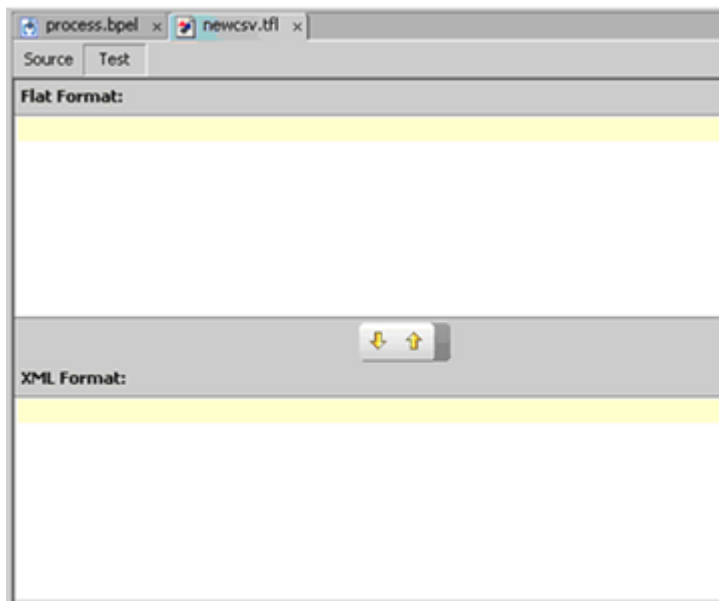 process.bpel x newcsv.tfl x
Source Test
Flat Format:
XML Format: